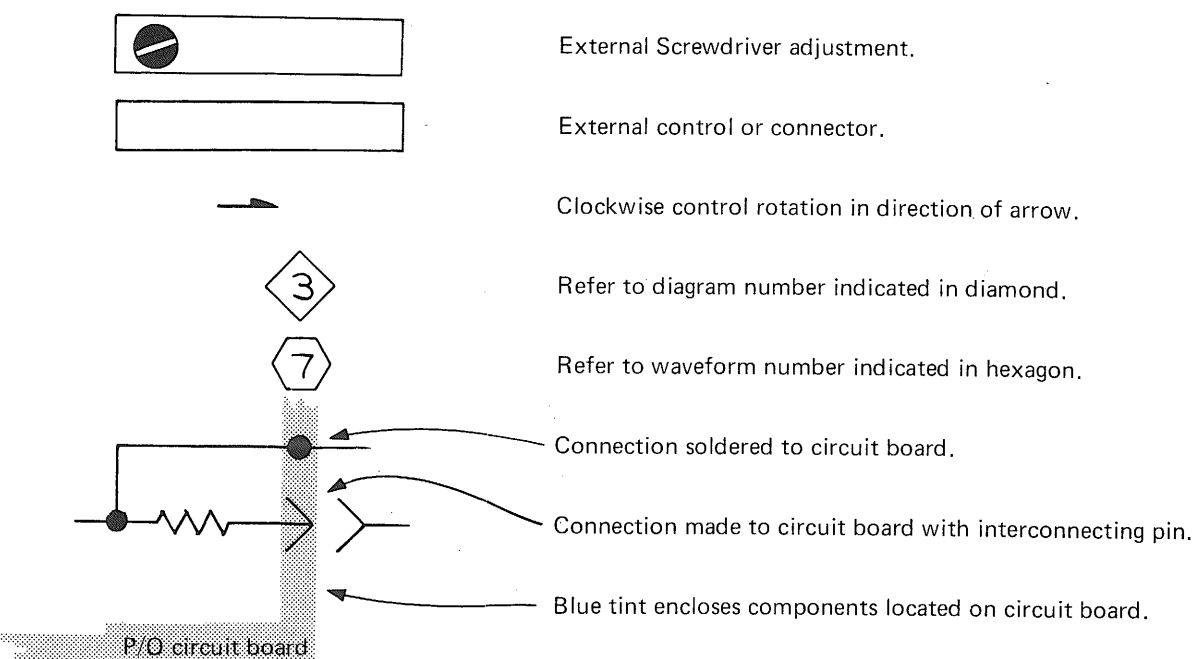 External Screwdriver adjustment.
External control or connector.
Clockwise control rotation in direction of arrow.
3
Refer to diagram number indicated in diamond.
7
Refer to waveform number indicated in hexagon.
Connection soldered to circuit board.
Connection made to circuit board with interconnecting pin.
Blue tint encloses components located on circuit board.
P/O circuit board